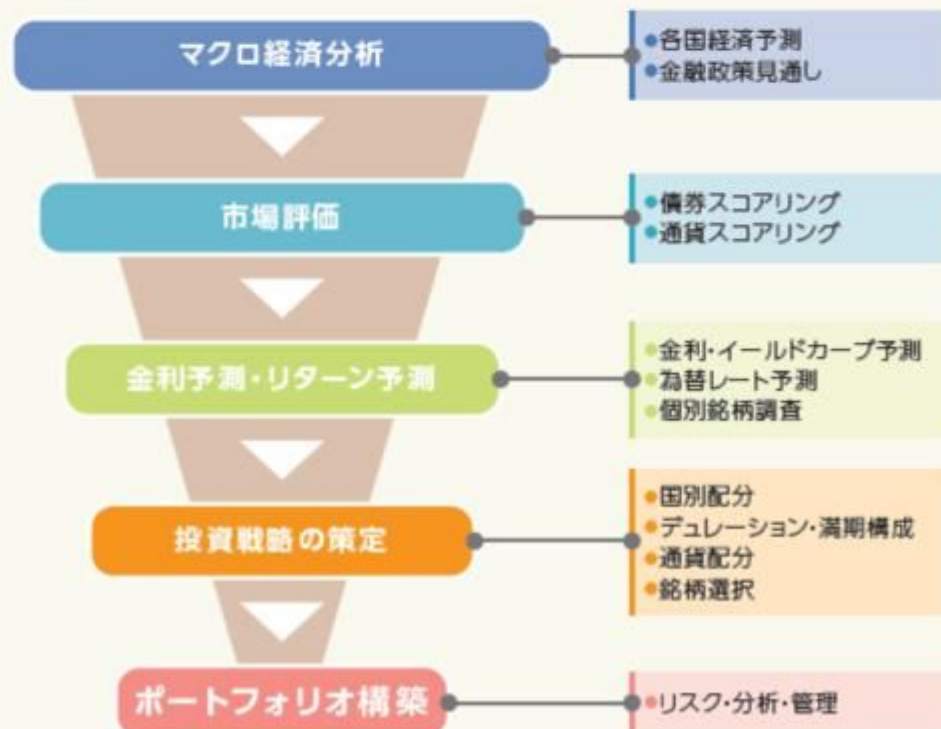 マクロ経済分析
●各国経済予測
●金融政策見通し
市場評価
●債券スコアリング
●通貨スコアリング
金利予測・リターン予測
●金利・イールドカーブ予測
●為替レート予測
●個別銘柄調査
投資戦略の策定
●国別配分
●デュレーション・満期構成
●通貨配分
●銘柄選択
ポートフォリオ構築
●リスク・分析・管理